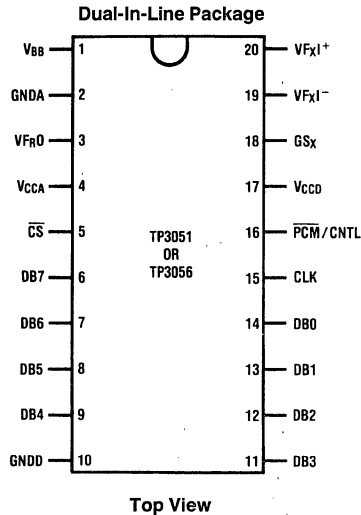 Dual-In-Line Package
VBB 1 20 VFXI+
GNDA 2 19 VFXI−
VFRO 3 18 GSX
VCCA 4 17 VCCD
C̅S̅ 5 16 P̅C̅M̅/CNTL
DB7 6 15 CLK
DB6 7 14 DB0
DB5 8 13 DB1
DB4 9 12 DB2
GNDD 10 11 DB3
TP3051
OR
TP3056
Top View